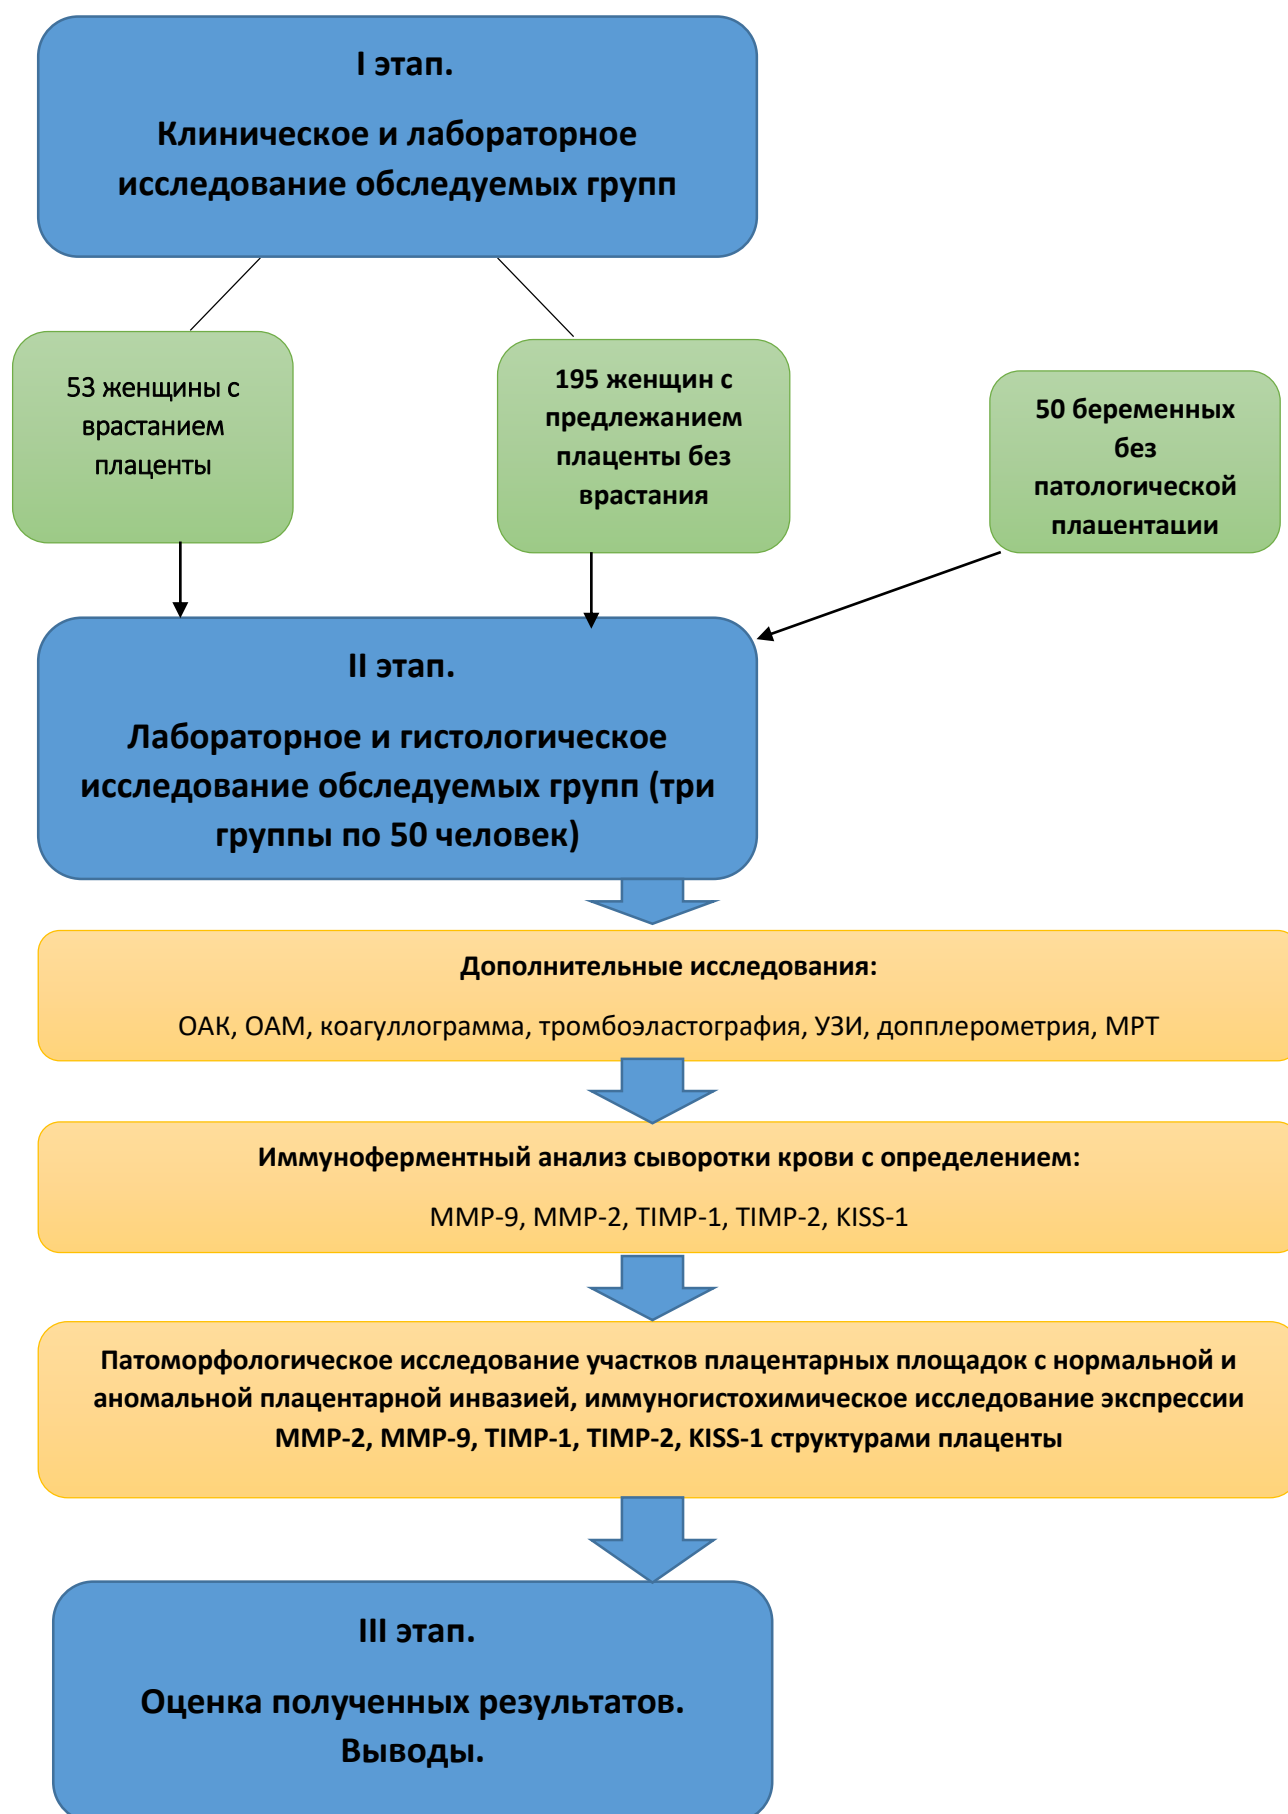 I этап.
Клиническое и лабораторное
исследование обследуемых групп
53 женщины с
врастанием
плаценты
195 женщин с
предлежанием
плаценты без
врастания
50 беременных
без
патологической
плацентации
II этап.
Лабораторное и гистологическое
исследование обследуемых групп (три
группы по 50 человек)
Дополнительные исследования:
ОАК, ОАМ, коагуллограмма, тромбоэластография, УЗИ, допплерометрия, МРТ
Иммуноферментный анализ сыворотки крови с определением:
ММР-9, ММР-2, TIMP-1, TIMP-2, KISS-1
Патоморфологическое исследование участков плацентарных площадок с нормальной и
аномальной плацентарной инвазией, иммуногистохимическое исследование экспрессии
ММР-2, ММР-9, TIMP-1, TIMP-2, KISS-1 структурами плаценты
III этап.
Оценка полученных результатов.
Выводы.